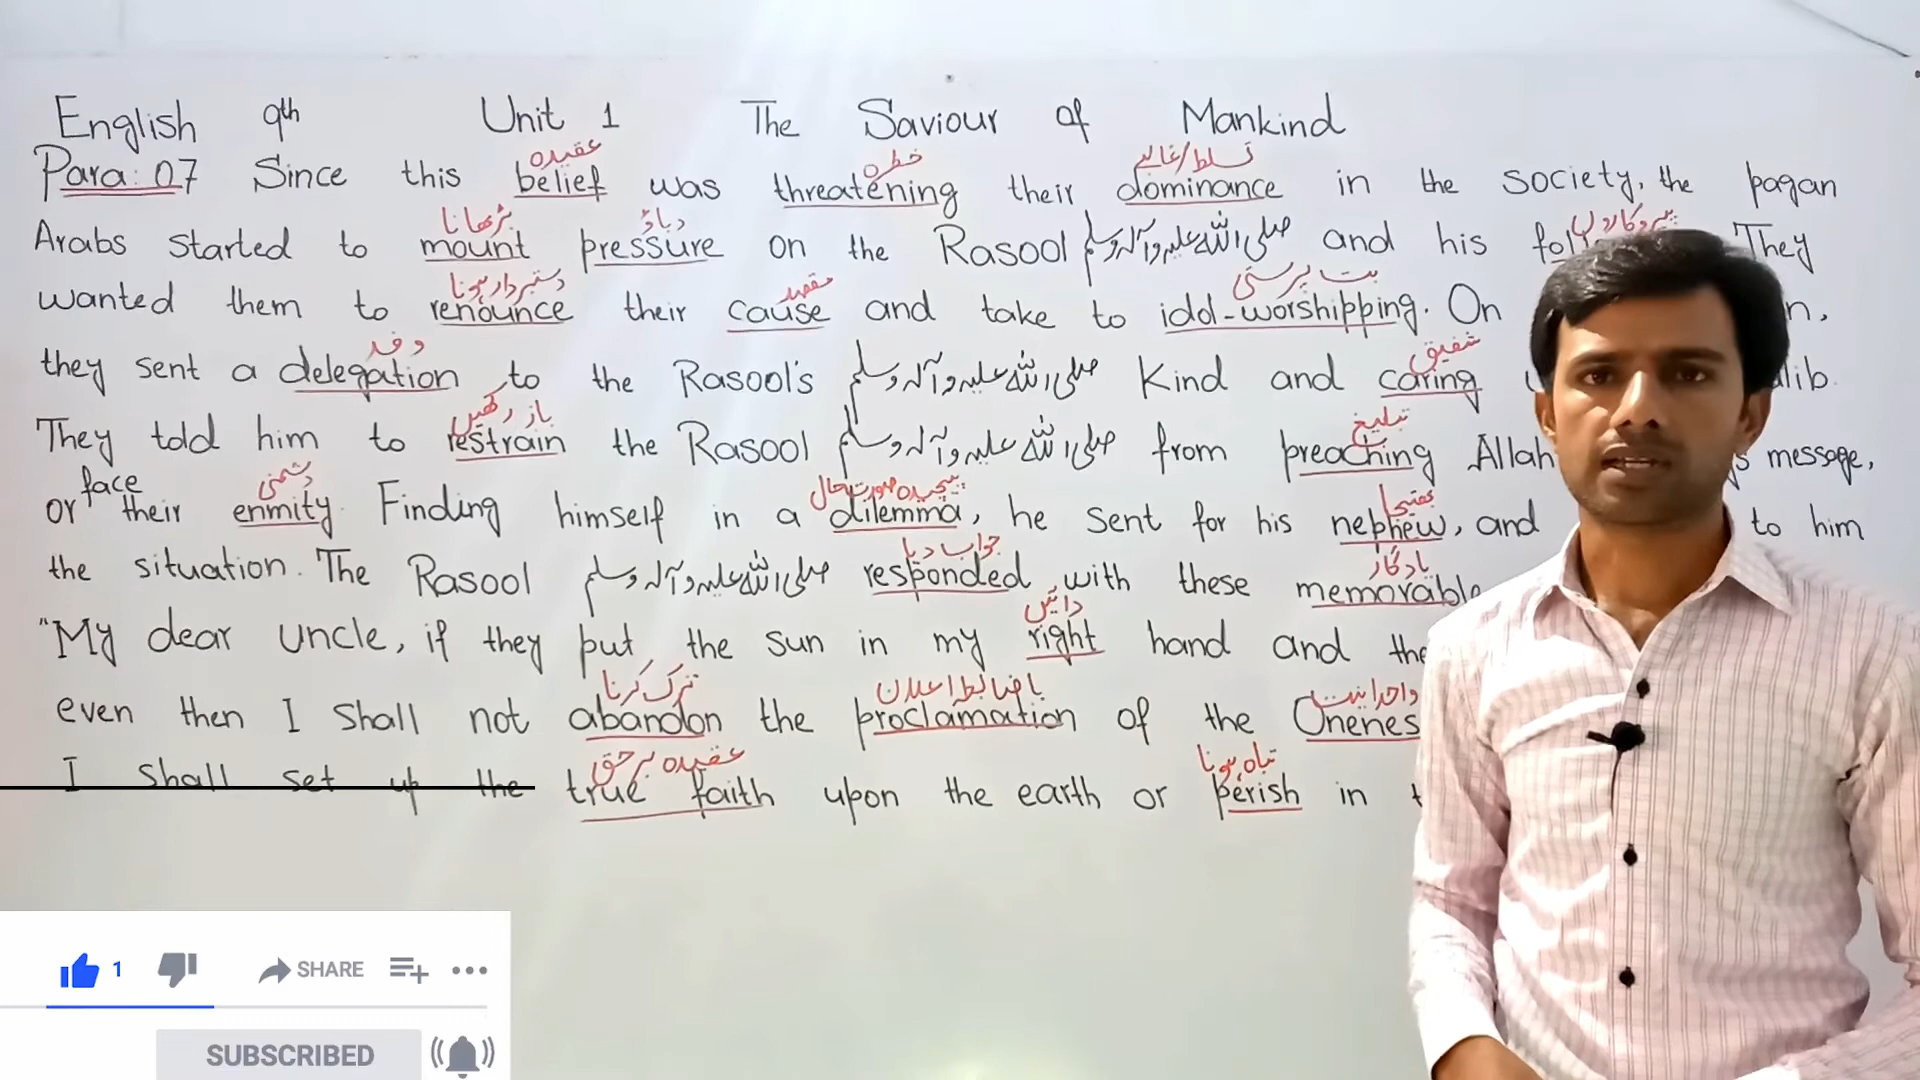 English 9th Unit 1 The Saviour of Mankind
عقیدہ خطرہ تسلط/غالب
Para: 07 Since this belief was threatening their dominance in the society, the pagan
بڑھانا دباؤ پیروکاروں
Arabs started to mount pressure on the Rasool صلی اللہ علیہ وآلہ وسلم and his They
دستبردار ہونا مقصد بت پرستی
wanted them to renounce their cause and take to idol-worshipping. On
وفد شفیق
they sent a delegation to the Rasool's صلی اللہ علیہ وآلہ وسلم kind and caring
باز رکھیں تبلیغ
They told him to restrain the Rasool صلی اللہ علیہ وآلہ وسلم from preaching Allah message,
دشمنی پیچیدہ صورتحال بھتیجا
or face their enmity. Finding himself in a dilemma, he sent for his nephew, and to him
جواب دیا یادگار
the situation. The Rasool صلی اللہ علیہ وآلہ وسلم responded with these memorable
دائیں
"My dear uncle, if they put the sun in my right hand and the
ترک کرنا باضابطہ اعلان واحدانیت
even then I shall not abandon the proclamation of the Onenes
عقیدہ برحق تباہ ہونا
I shall set up the true faith upon the earth or perish in
1 SHARE
SUBSCRIBED